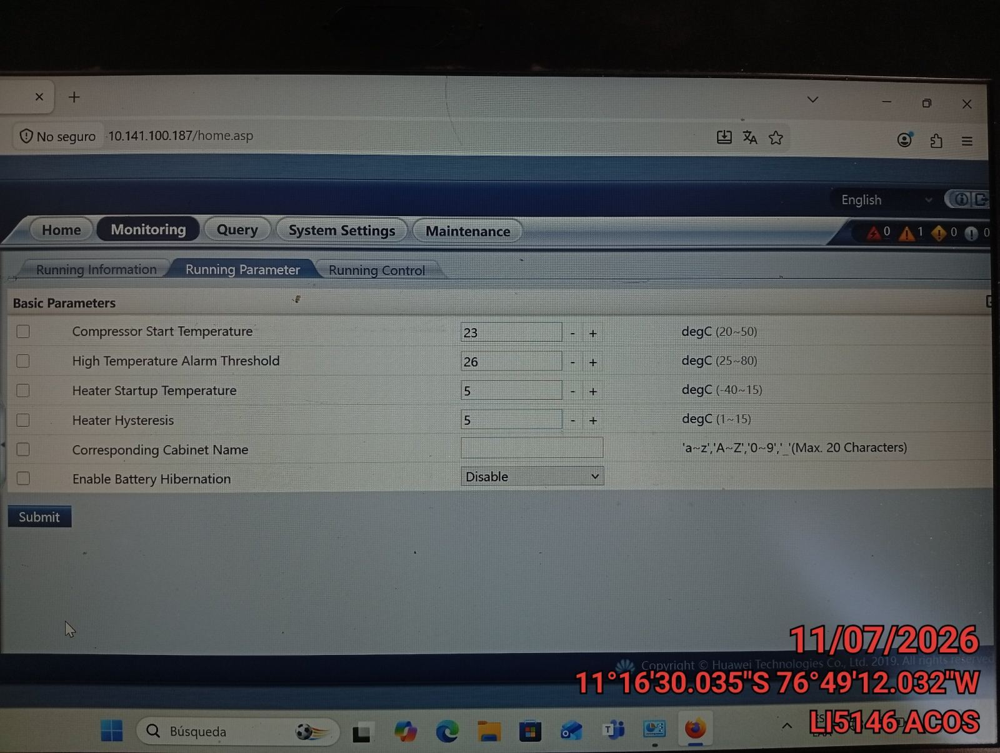 No seguro 10.141.100.187/home.asp
English
Home Monitoring Query System Settings Maintenance 0 1 0 0
Running Information Running Parameter Running Control
Basic Parameters
Compressor Start Temperature 23 - + degC (20~50)
High Temperature Alarm Threshold 26 - + degC (25~80)
Heater Startup Temperature 5 - + degC (-40~15)
Heater Hysteresis 5 - + degC (1~15)
Corresponding Cabinet Name 'a~z','A~Z','0~9','_'(Max. 20 Characters)
Enable Battery Hibernation Disable
Submit
11/07/2026
Copyright © Huawei Technologies Co., Ltd. 2019. All rights reserved
11°16'30.035"S 76°49'12.032"W
Búsqueda
LI5146 ACOS